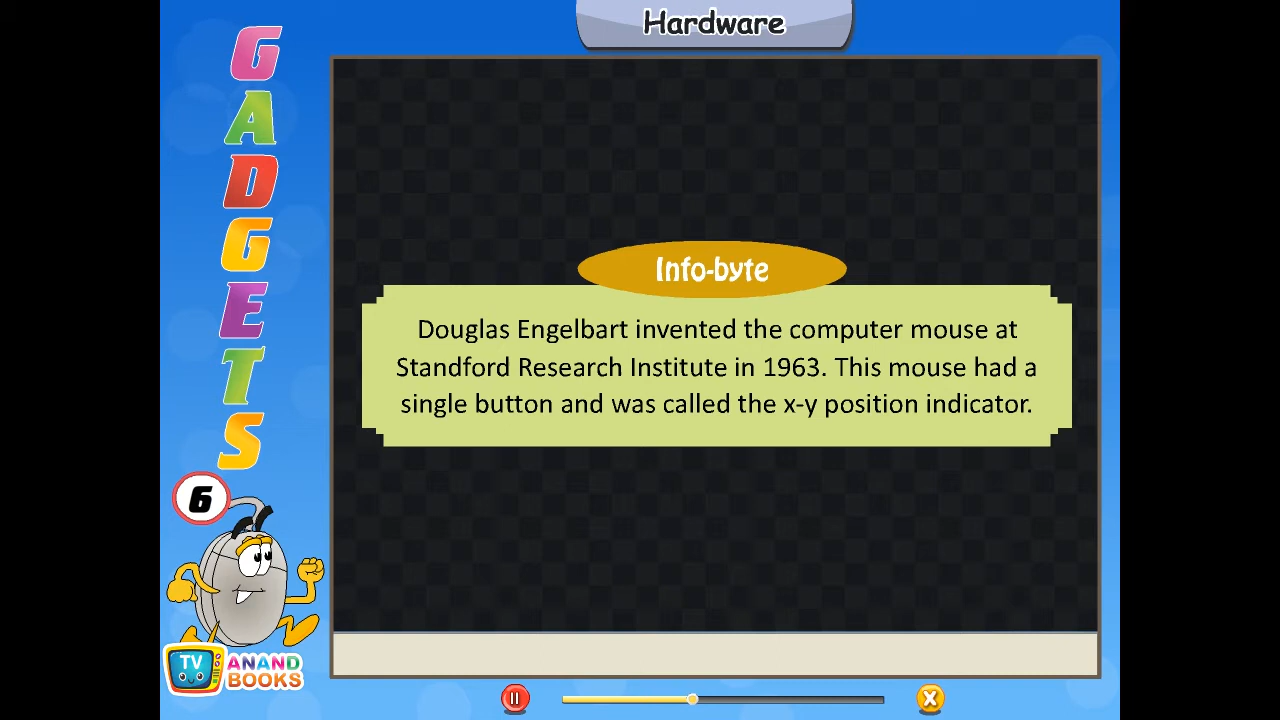 Hardware
GADGETS
6
Info-byte
Douglas Engelbart invented the computer mouse at
Standford Research Institute in 1963. This mouse had a
single button and was called the x-y position indicator.
TV
ANAND
BOOKS
X